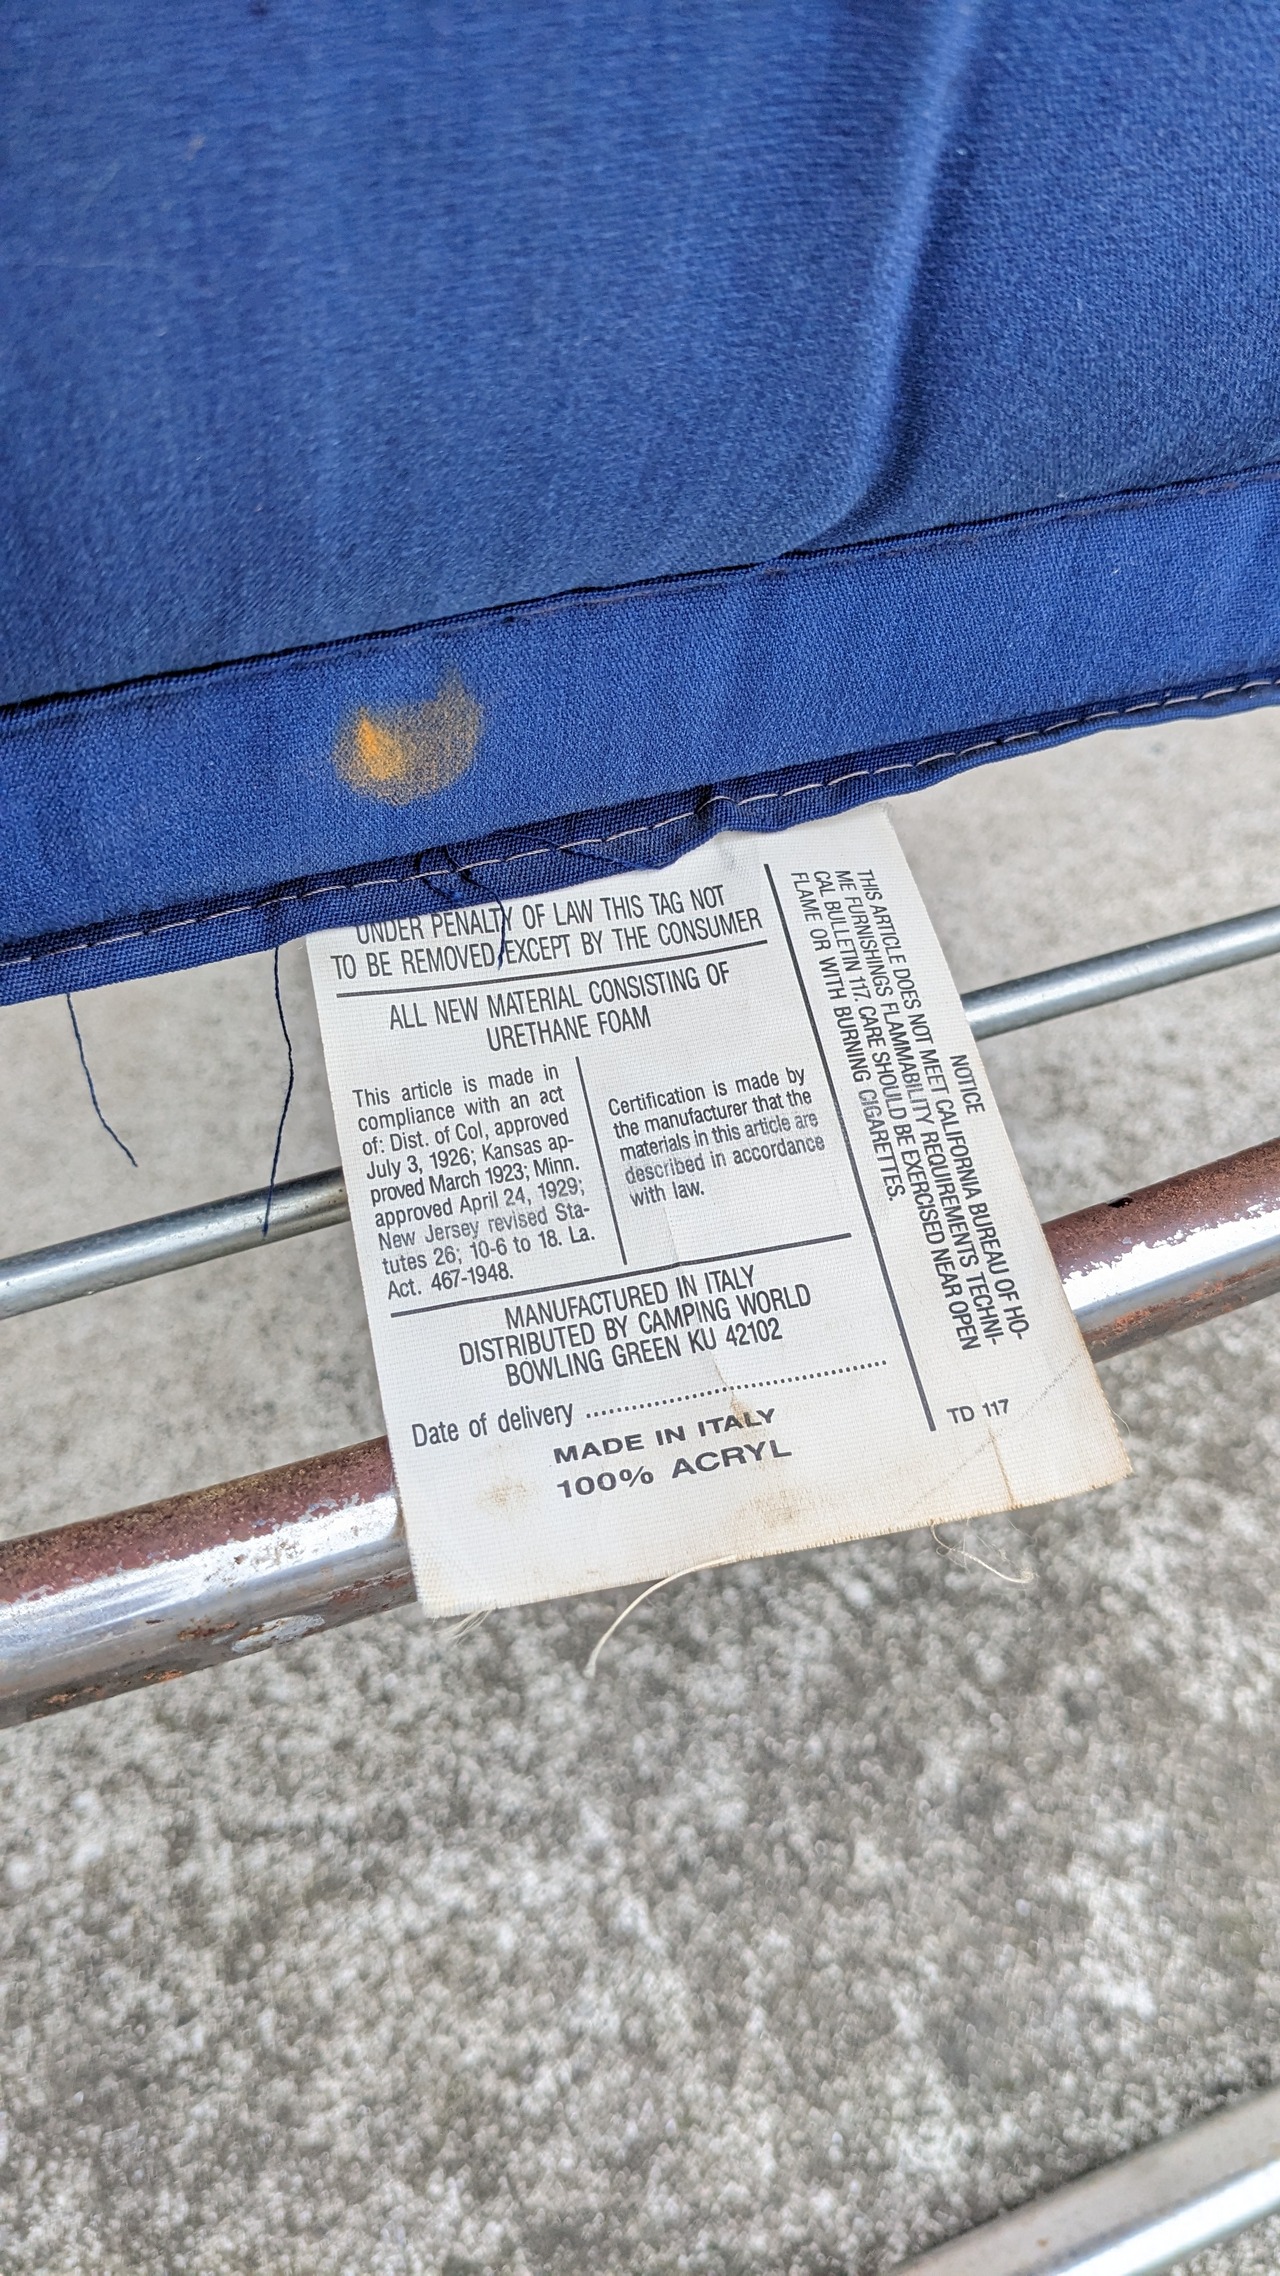 UNDER PENALTY OF LAW THIS TAG NOT
TO BE REMOVED EXCEPT BY THE CONSUMER
ALL NEW MATERIAL CONSISTING OF
URETHANE FOAM
This article is made in
compliance with an act
of: Dist. of Col, approved
July 3, 1926; Kansas ap-
proved March 1923; Minn.
approved April 24, 1929;
New Jersey revised Sta-
tutes 26; 10-6 to 18. La.
Act. 467-1948.
Certification is made by
the manufacturer that the
materials in this article are
described in accordance
with law.
MANUFACTURED IN ITALY
DISTRIBUTED BY CAMPING WORLD
BOWLING GREEN KU 42102
Date of delivery ........................................
MADE IN ITALY
100% ACRYL
NOTICE
THIS ARTICLE DOES NOT MEET CALIFORNIA BUREAU OF HO-
ME FURNISHINGS FLAMMABILITY REQUIREMENTS TECHNI-
CAL BULLETIN 117. CARE SHOULD BE EXERCISED NEAR OPEN
FLAME OR WITH BURNING CIGARETTES.
TD 117